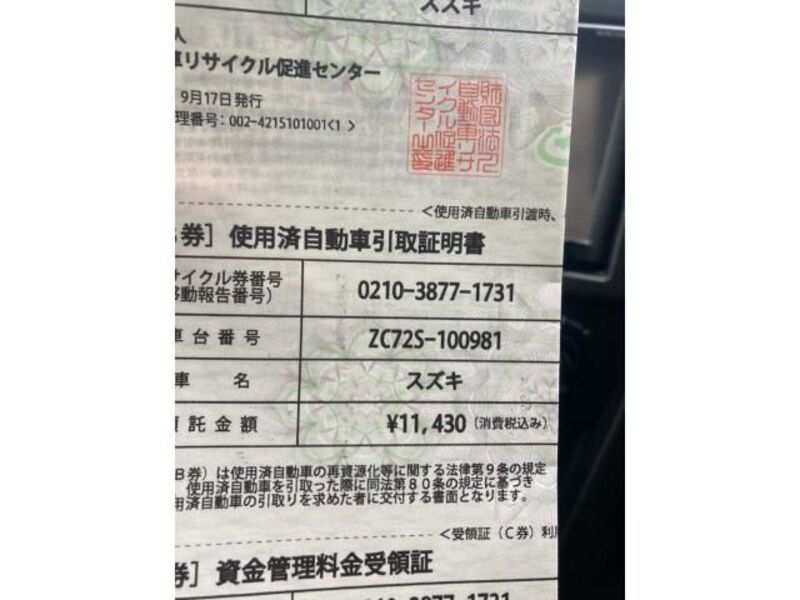 スズキ
人
車リサイクル促進センター
9月17日発行
理番号：002-4215101001<1 >
財団法人
自動車リサ
イクル促進
センター之印
<使用済自動車引渡時、
券］使用済自動車引取証明書
サイクル券番号
移動報告番号）
0210-3877-1731
車台番号
ZC72S-100981
車 名
スズキ
預託金額
¥11,430（消費税込み）
Ｂ券）は使用済自動車の再資源化等に関する法律第９条の規定
使用済自動車を引取った際に同法第８０条の規定に基づき
用済自動車の引取りを求めた者に交付する書面となります。
<受領証（Ｃ券）利用
券］資金管理料金受領証
3877-1731